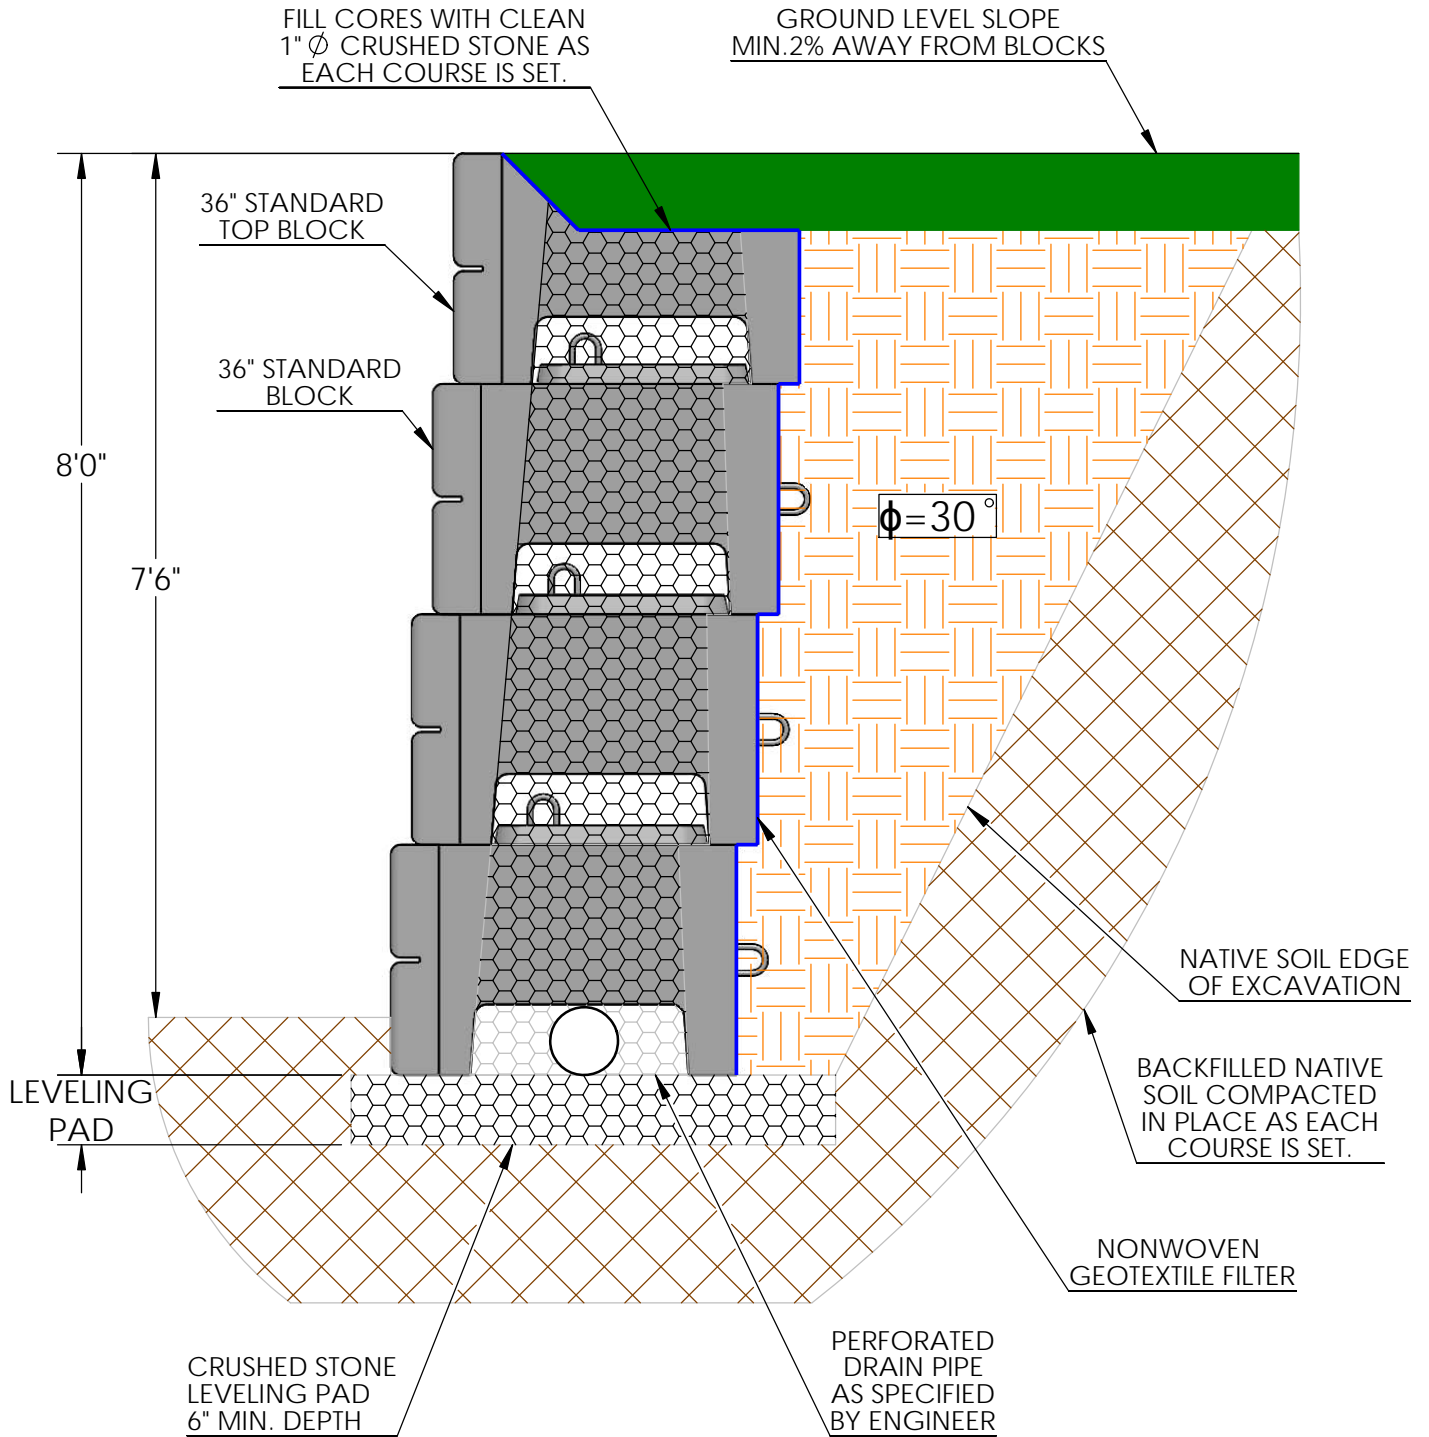 FILL CORES WITH CLEAN
1" Ø CRUSHED STONE AS
EACH COURSE IS SET.
GROUND LEVEL SLOPE
MIN.2% AWAY FROM BLOCKS
36" STANDARD
TOP BLOCK
36" STANDARD
BLOCK
8'0"
7'6"
ϕ=30°
LEVELING
PAD
NATIVE SOIL EDGE
OF EXCAVATION
BACKFILLED NATIVE
SOIL COMPACTED
IN PLACE AS EACH
COURSE IS SET.
NONWOVEN
GEOTEXTILE FILTER
CRUSHED STONE
LEVELING PAD
6" MIN. DEPTH
PERFORATED
DRAIN PIPE
AS SPECIFIED
BY ENGINEER